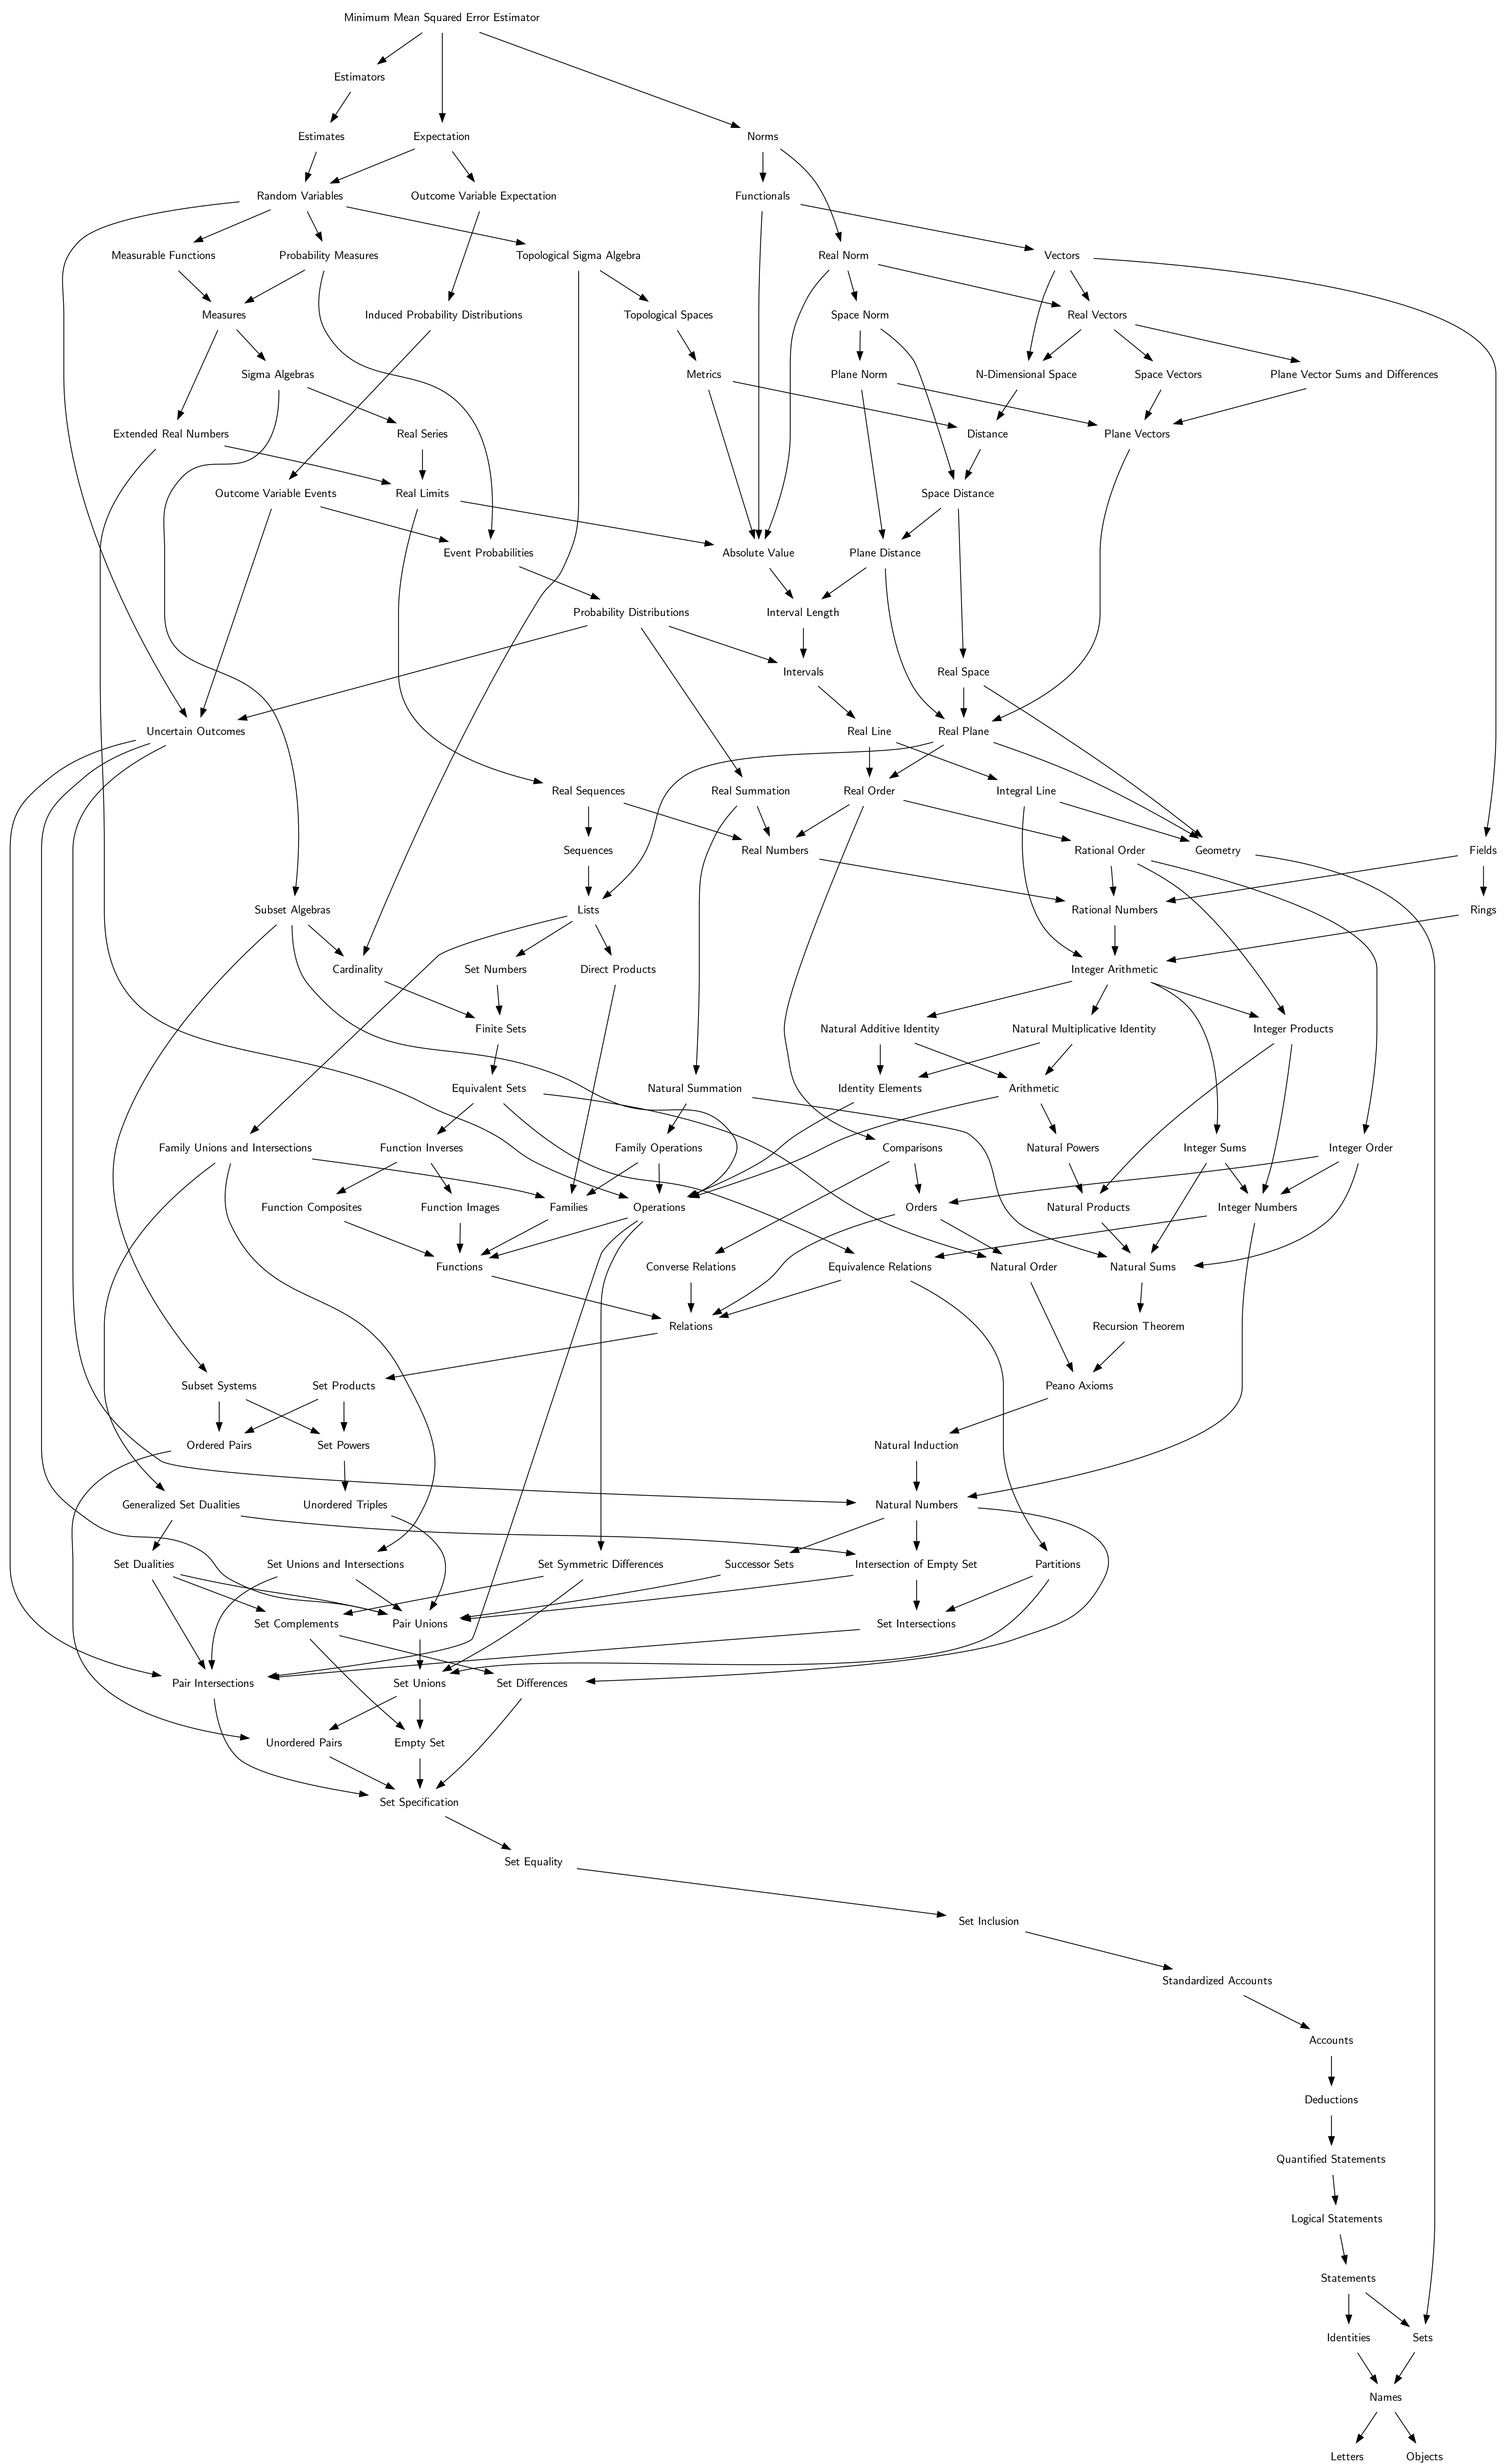 Minimum Mean Squared Error Estimator
Estimators
Estimates
Expectation
Norms
Random Variables
Outcome Variable Expectation
Functionals
Measurable Functions
Probability Measures
Topological Sigma Algebra
Real Norm
Vectors
Measures
Induced Probability Distributions
Topological Spaces
Space Norm
Real Vectors
Sigma Algebras
Metrics
Plane Norm
N-Dimensional Space
Space Vectors
Plane Vector Sums and Differences
Extended Real Numbers
Real Series
Distance
Plane Vectors
Outcome Variable Events
Real Limits
Space Distance
Event Probabilities
Absolute Value
Plane Distance
Probability Distributions
Interval Length
Intervals
Real Space
Uncertain Outcomes
Real Line
Real Plane
Real Sequences
Real Summation
Real Order
Integral Line
Sequences
Real Numbers
Rational Order
Geometry
Fields
Subset Algebras
Lists
Rational Numbers
Rings
Cardinality
Set Numbers
Direct Products
Integer Arithmetic
Finite Sets
Natural Additive Identity
Natural Multiplicative Identity
Integer Products
Equivalent Sets
Natural Summation
Identity Elements
Arithmetic
Family Unions and Intersections
Function Inverses
Family Operations
Comparisons
Natural Powers
Integer Sums
Integer Order
Function Composites
Function Images
Families
Operations
Orders
Natural Products
Integer Numbers
Functions
Converse Relations
Equivalence Relations
Natural Order
Natural Sums
Relations
Recursion Theorem
Subset Systems
Set Products
Peano Axioms
Ordered Pairs
Set Powers
Natural Induction
Generalized Set Dualities
Unordered Triples
Natural Numbers
Set Dualities
Set Unions and Intersections
Set Symmetric Differences
Successor Sets
Intersection of Empty Set
Partitions
Set Complements
Pair Unions
Set Intersections
Pair Intersections
Set Unions
Set Differences
Unordered Pairs
Empty Set
Set Specification
Set Equality
Set Inclusion
Standardized Accounts
Accounts
Deductions
Quantified Statements
Logical Statements
Statements
Identities
Sets
Names
Letters
Objects